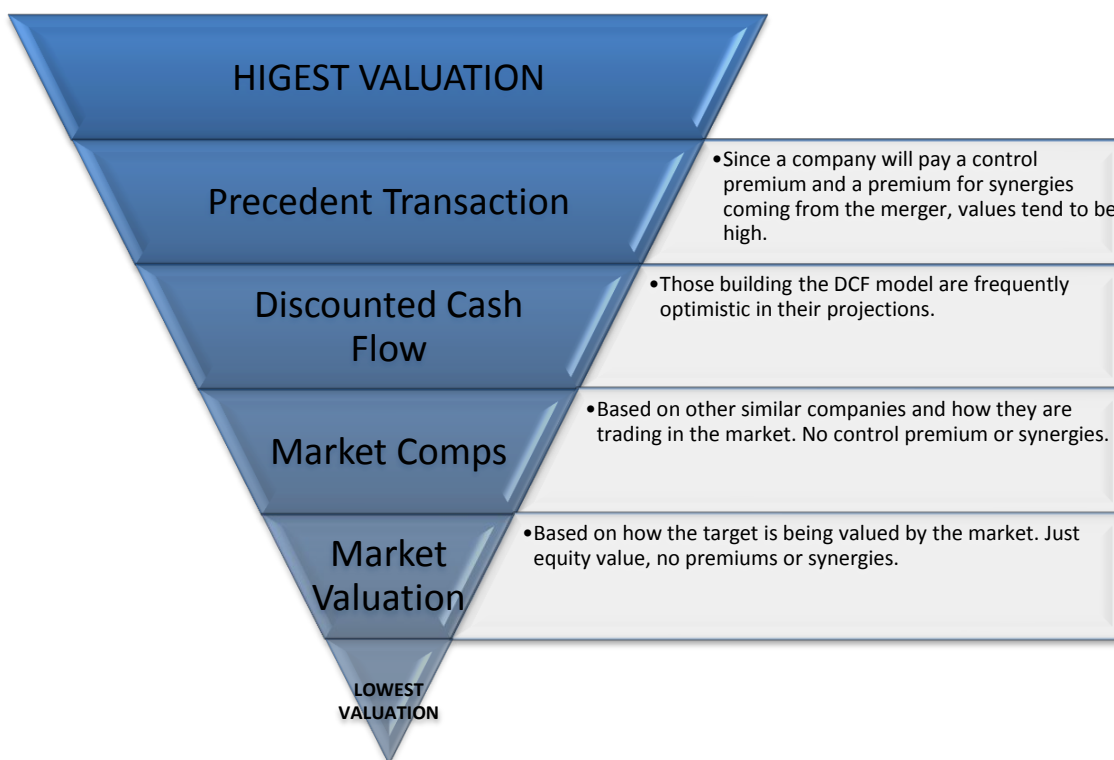 HIGEST VALUATION
Precedent Transaction
•Since a company will pay a control
premium and a premium for synergies
coming from the merger, values tend to be
high.
Discounted Cash
Flow
•Those building the DCF model are frequently
optimistic in their projections.
Market Comps
•Based on other similar companies and how they are
trading in the market. No control premium or synergies.
Market
Valuation
•Based on how the target is being valued by the market. Just
equity value, no premiums or synergies.
LOWEST
VALUATION